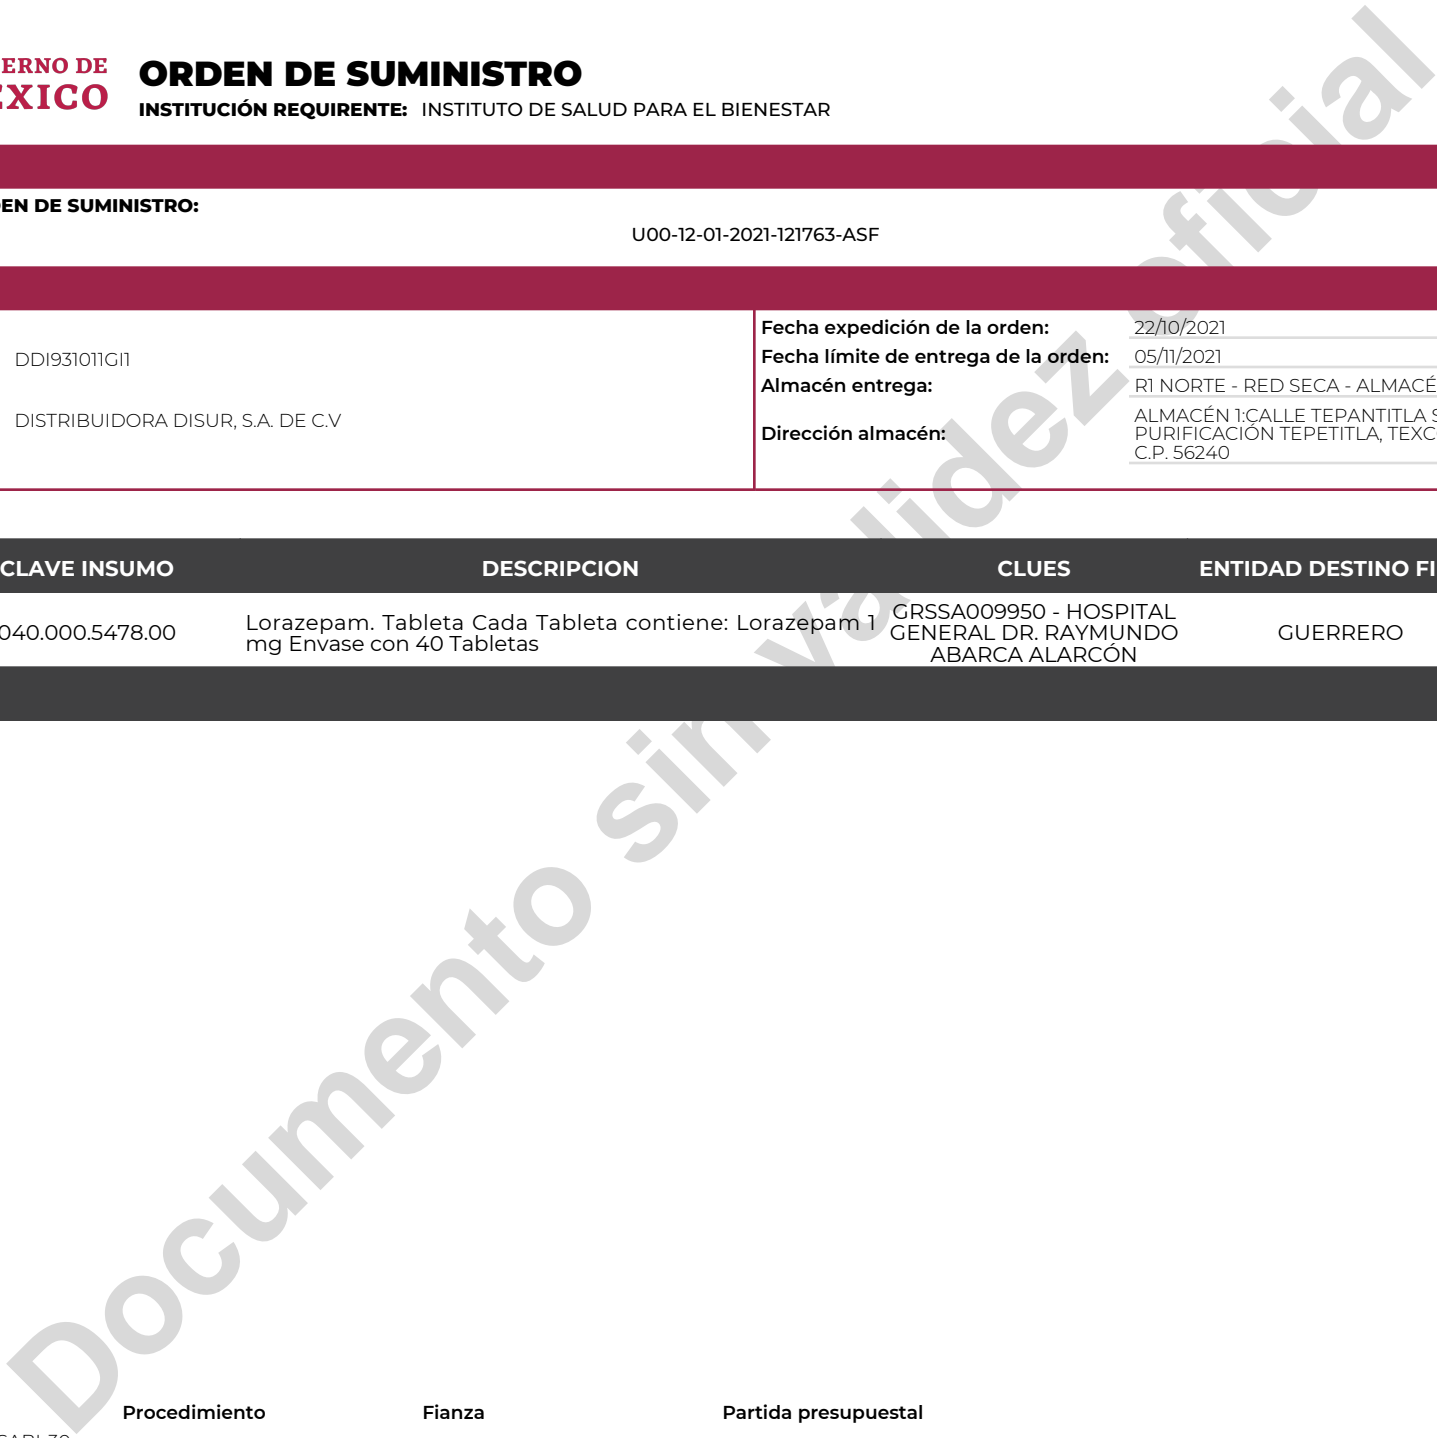 ERNO DE
ORDEN DE SUMINISTRO
EXICO
INSTITUCIÓN REQUIRENTE: INSTITUTO DE SALUD PARA EL BIENESTAR
EN DE SUMINISTRO:
U00-12-01-2021-121763-ASF
DDI931011GI1
DISTRIBUIDORA DISUR, S.A. DE C.V
Fecha expedición de la orden: 22/10/2021
Fecha límite de entrega de la orden: 05/11/2021
Almacén entrega: R1 NORTE - RED SECA - ALMACÉ
Dirección almacén: ALMACÉN 1:CALLE TEPANTITLA S
PURIFICACIÓN TEPETITLA, TEXC
C.P. 56240
CLAVE INSUMO DESCRIPCION CLUES ENTIDAD DESTINO FI
040.000.5478.00
Lorazepam. Tableta Cada Tableta contiene: Lorazepam 1
mg Envase con 40 Tabletas
GRSSA009950 - HOSPITAL
GENERAL DR. RAYMUNDO
ABARCA ALARCÓN
GUERRERO
Documento sin validez oficial
Procedimiento Fianza Partida presupuestal